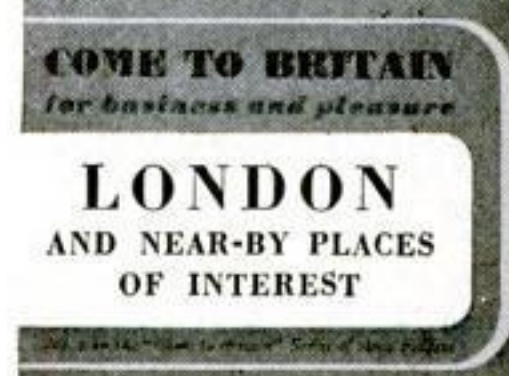 COME TO BRITAIN
for business and pleasure
LONDON
AND NEAR-BY PLACES
OF INTEREST